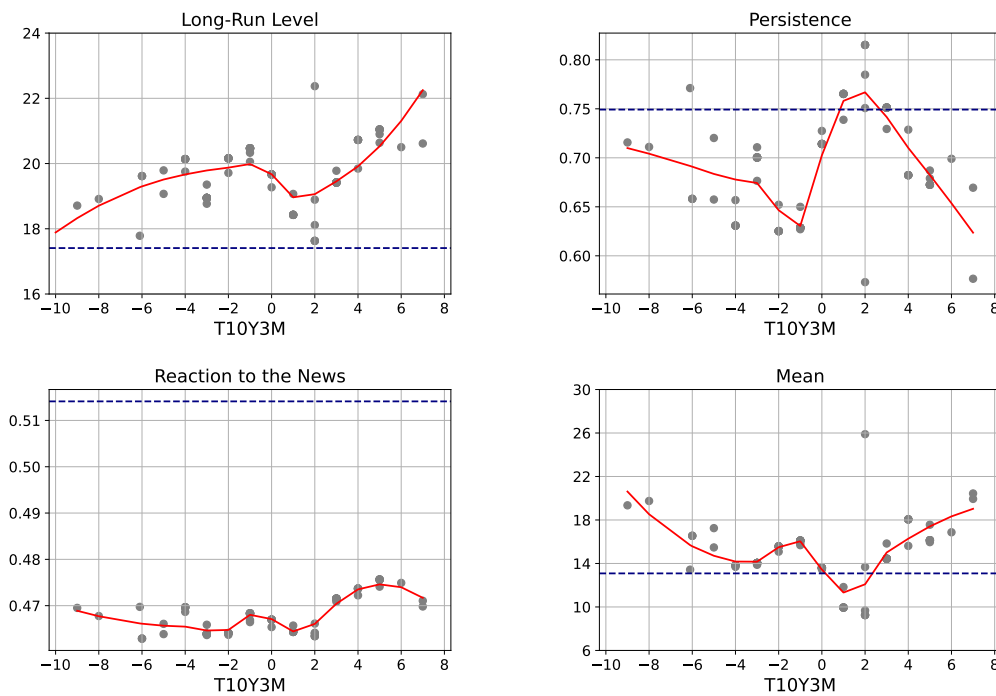 Long-Run Level
24
22
20
18
16
−10 −8 −6 −4 −2 0 2 4 6 8
T10Y3M
Persistence
0.80
0.75
0.70
0.65
0.60
−10 −8 −6 −4 −2 0 2 4 6 8
T10Y3M
Reaction to the News
0.51
0.50
0.49
0.48
0.47
−10 −8 −6 −4 −2 0 2 4 6 8
T10Y3M
Mean
30
26
22
18
14
10
6
−10 −8 −6 −4 −2 0 2 4 6 8
T10Y3M